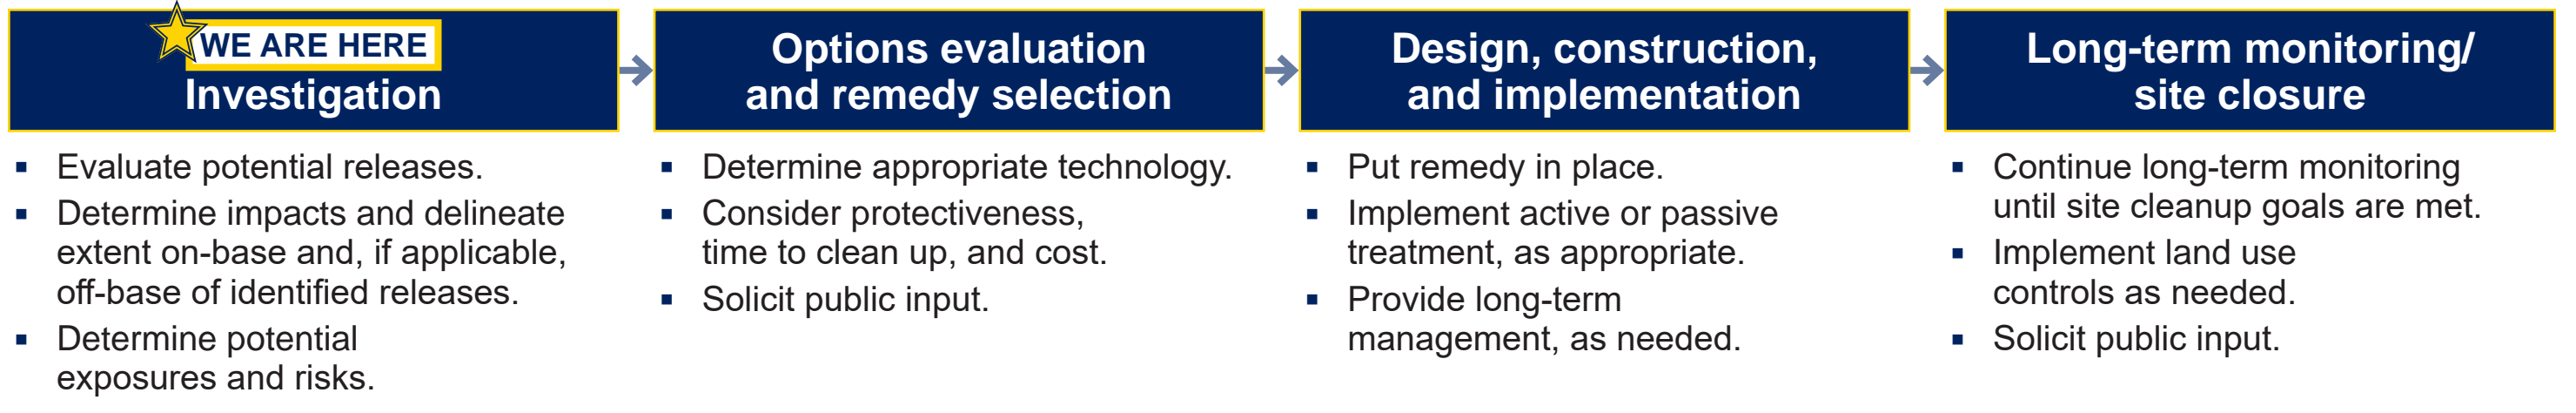 WE ARE HERE
Investigation
▪ Evaluate potential releases.
▪ Determine impacts and delineate
extent on-base and, if applicable,
off-base of identified releases.
▪ Determine potential
exposures and risks.
Options evaluation
and remedy selection
▪ Determine appropriate technology.
▪ Consider protectiveness,
time to clean up, and cost.
▪ Solicit public input.
Design, construction,
and implementation
▪ Put remedy in place.
▪ Implement active or passive
treatment, as appropriate.
▪ Provide long-term
management, as needed.
Long-term monitoring/
site closure
▪ Continue long-term monitoring
until site cleanup goals are met.
▪ Implement land use
controls as needed.
▪ Solicit public input.